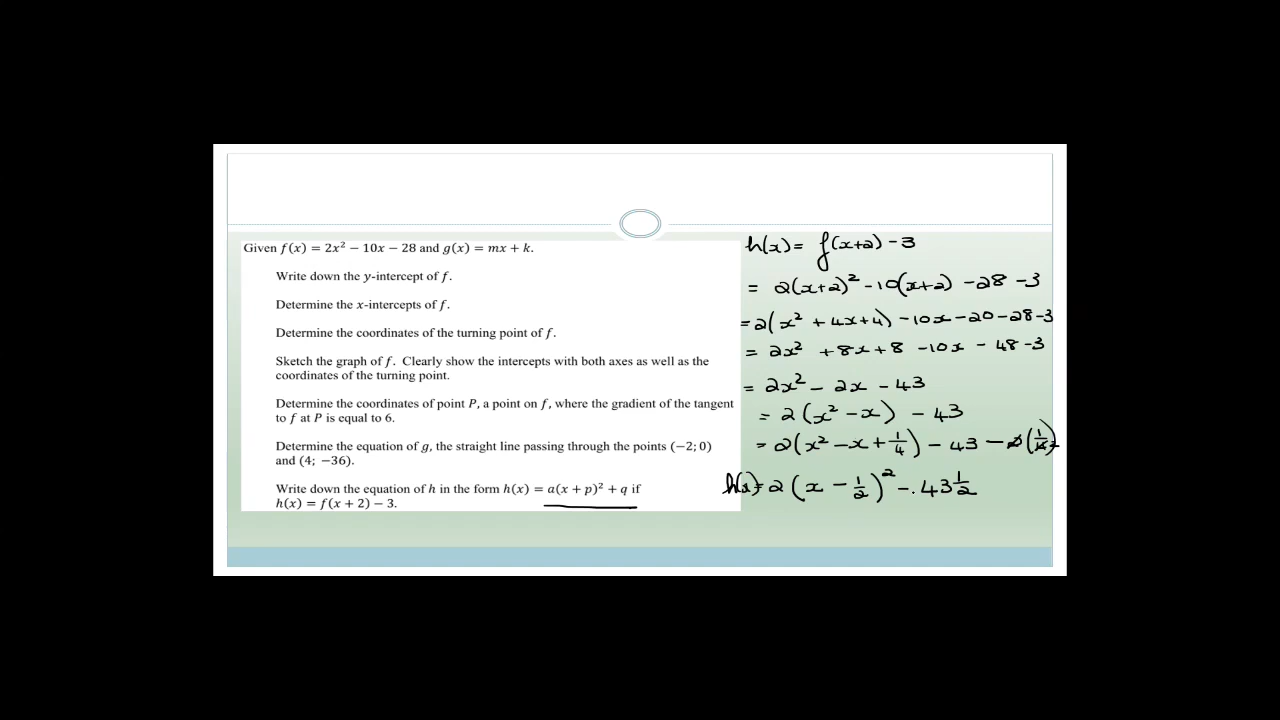 Given f(x) = 2x² − 10x − 28 and g(x) = mx + k.
Write down the y-intercept of f.
Determine the x-intercepts of f.
Determine the coordinates of the turning point of f.
Sketch the graph of f. Clearly show the intercepts with both axes as well as the
coordinates of the turning point.
Determine the coordinates of point P, a point on f, where the gradient of the tangent
to f at P is equal to 6.
Determine the equation of g, the straight line passing through the points (−2; 0)
and (4; −36).
Write down the equation of h in the form h(x) = a(x + p)² + q if
h(x) = f(x + 2) − 3.
h(x) = f(x+2) - 3
= 2(x+2)² - 10(x+2) - 28 - 3
= 2(x² + 4x + 4) - 10x - 20 - 28 - 3
= 2x² + 8x + 8 - 10x - 48 - 3
= 2x² - 2x - 43
= 2(x² - x) - 43
= 2(x² - x + 1/4) - 43
h(x) = 2(x - 1/2)² - 43 1/2